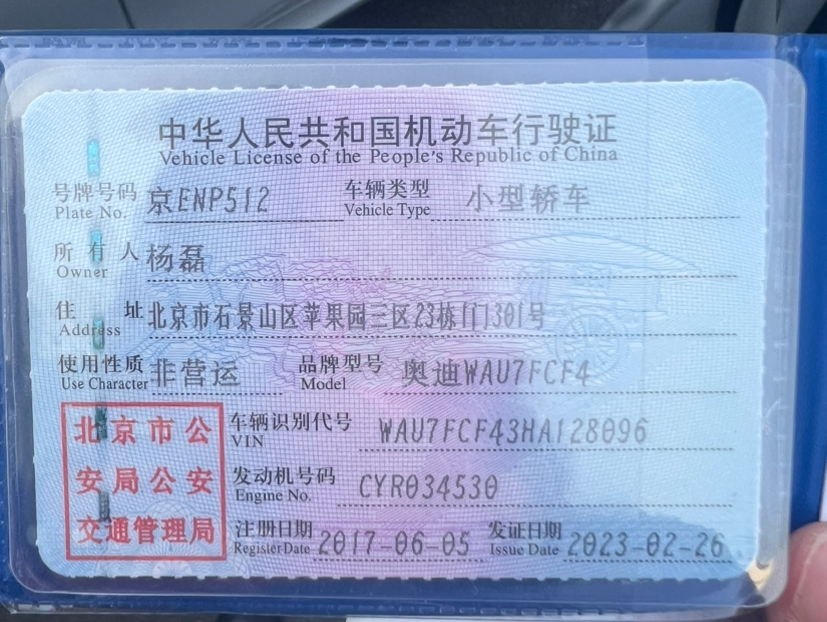 中华人民共和国机动车行驶证
Vehicle License of the People's Republic of China
号牌号码 京ENP512 车辆类型 小型轿车
Plate No. Vehicle Type
所有人 杨磊
Owner
住址 北京市石景山区苹果园三区23栋1门301号
Address
使用性质 非营运 品牌型号 奥迪WAU7FCF4
Use Character Model
北京市公
安局公安
交通管理局
车辆识别代号 WAU7FCF43HA128096
VIN
发动机号码 CYR034530
Engine No.
注册日期 2017-06-05 发证日期 2023-02-26
Register Date Issue Date